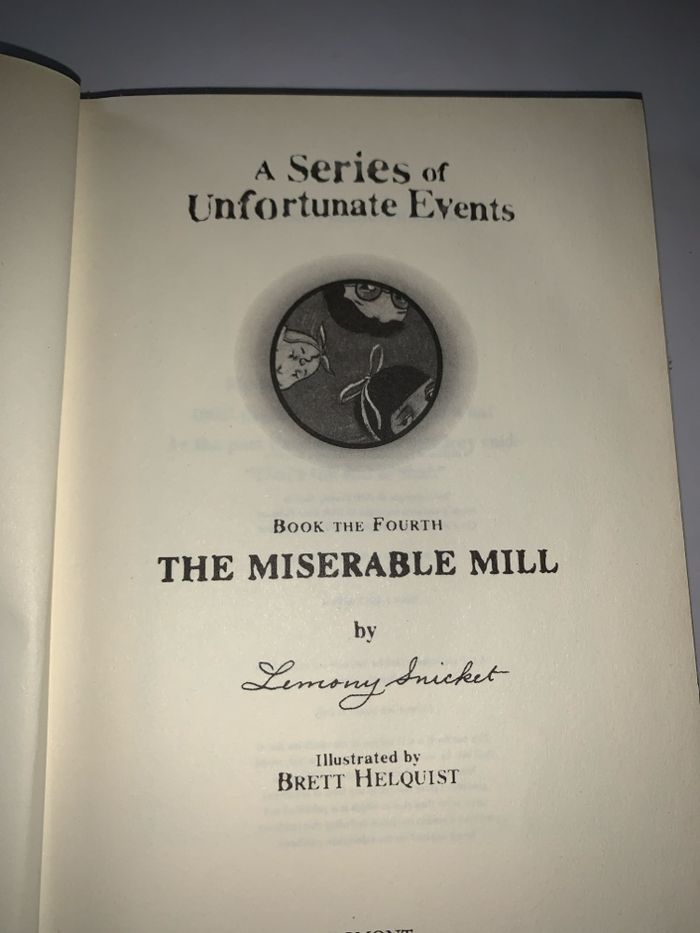 A Series of
Unfortunate Events
Book the Fourth
THE MISERABLE MILL
by
Lemony Snicket
Illustrated by
BRETT HELQUIST